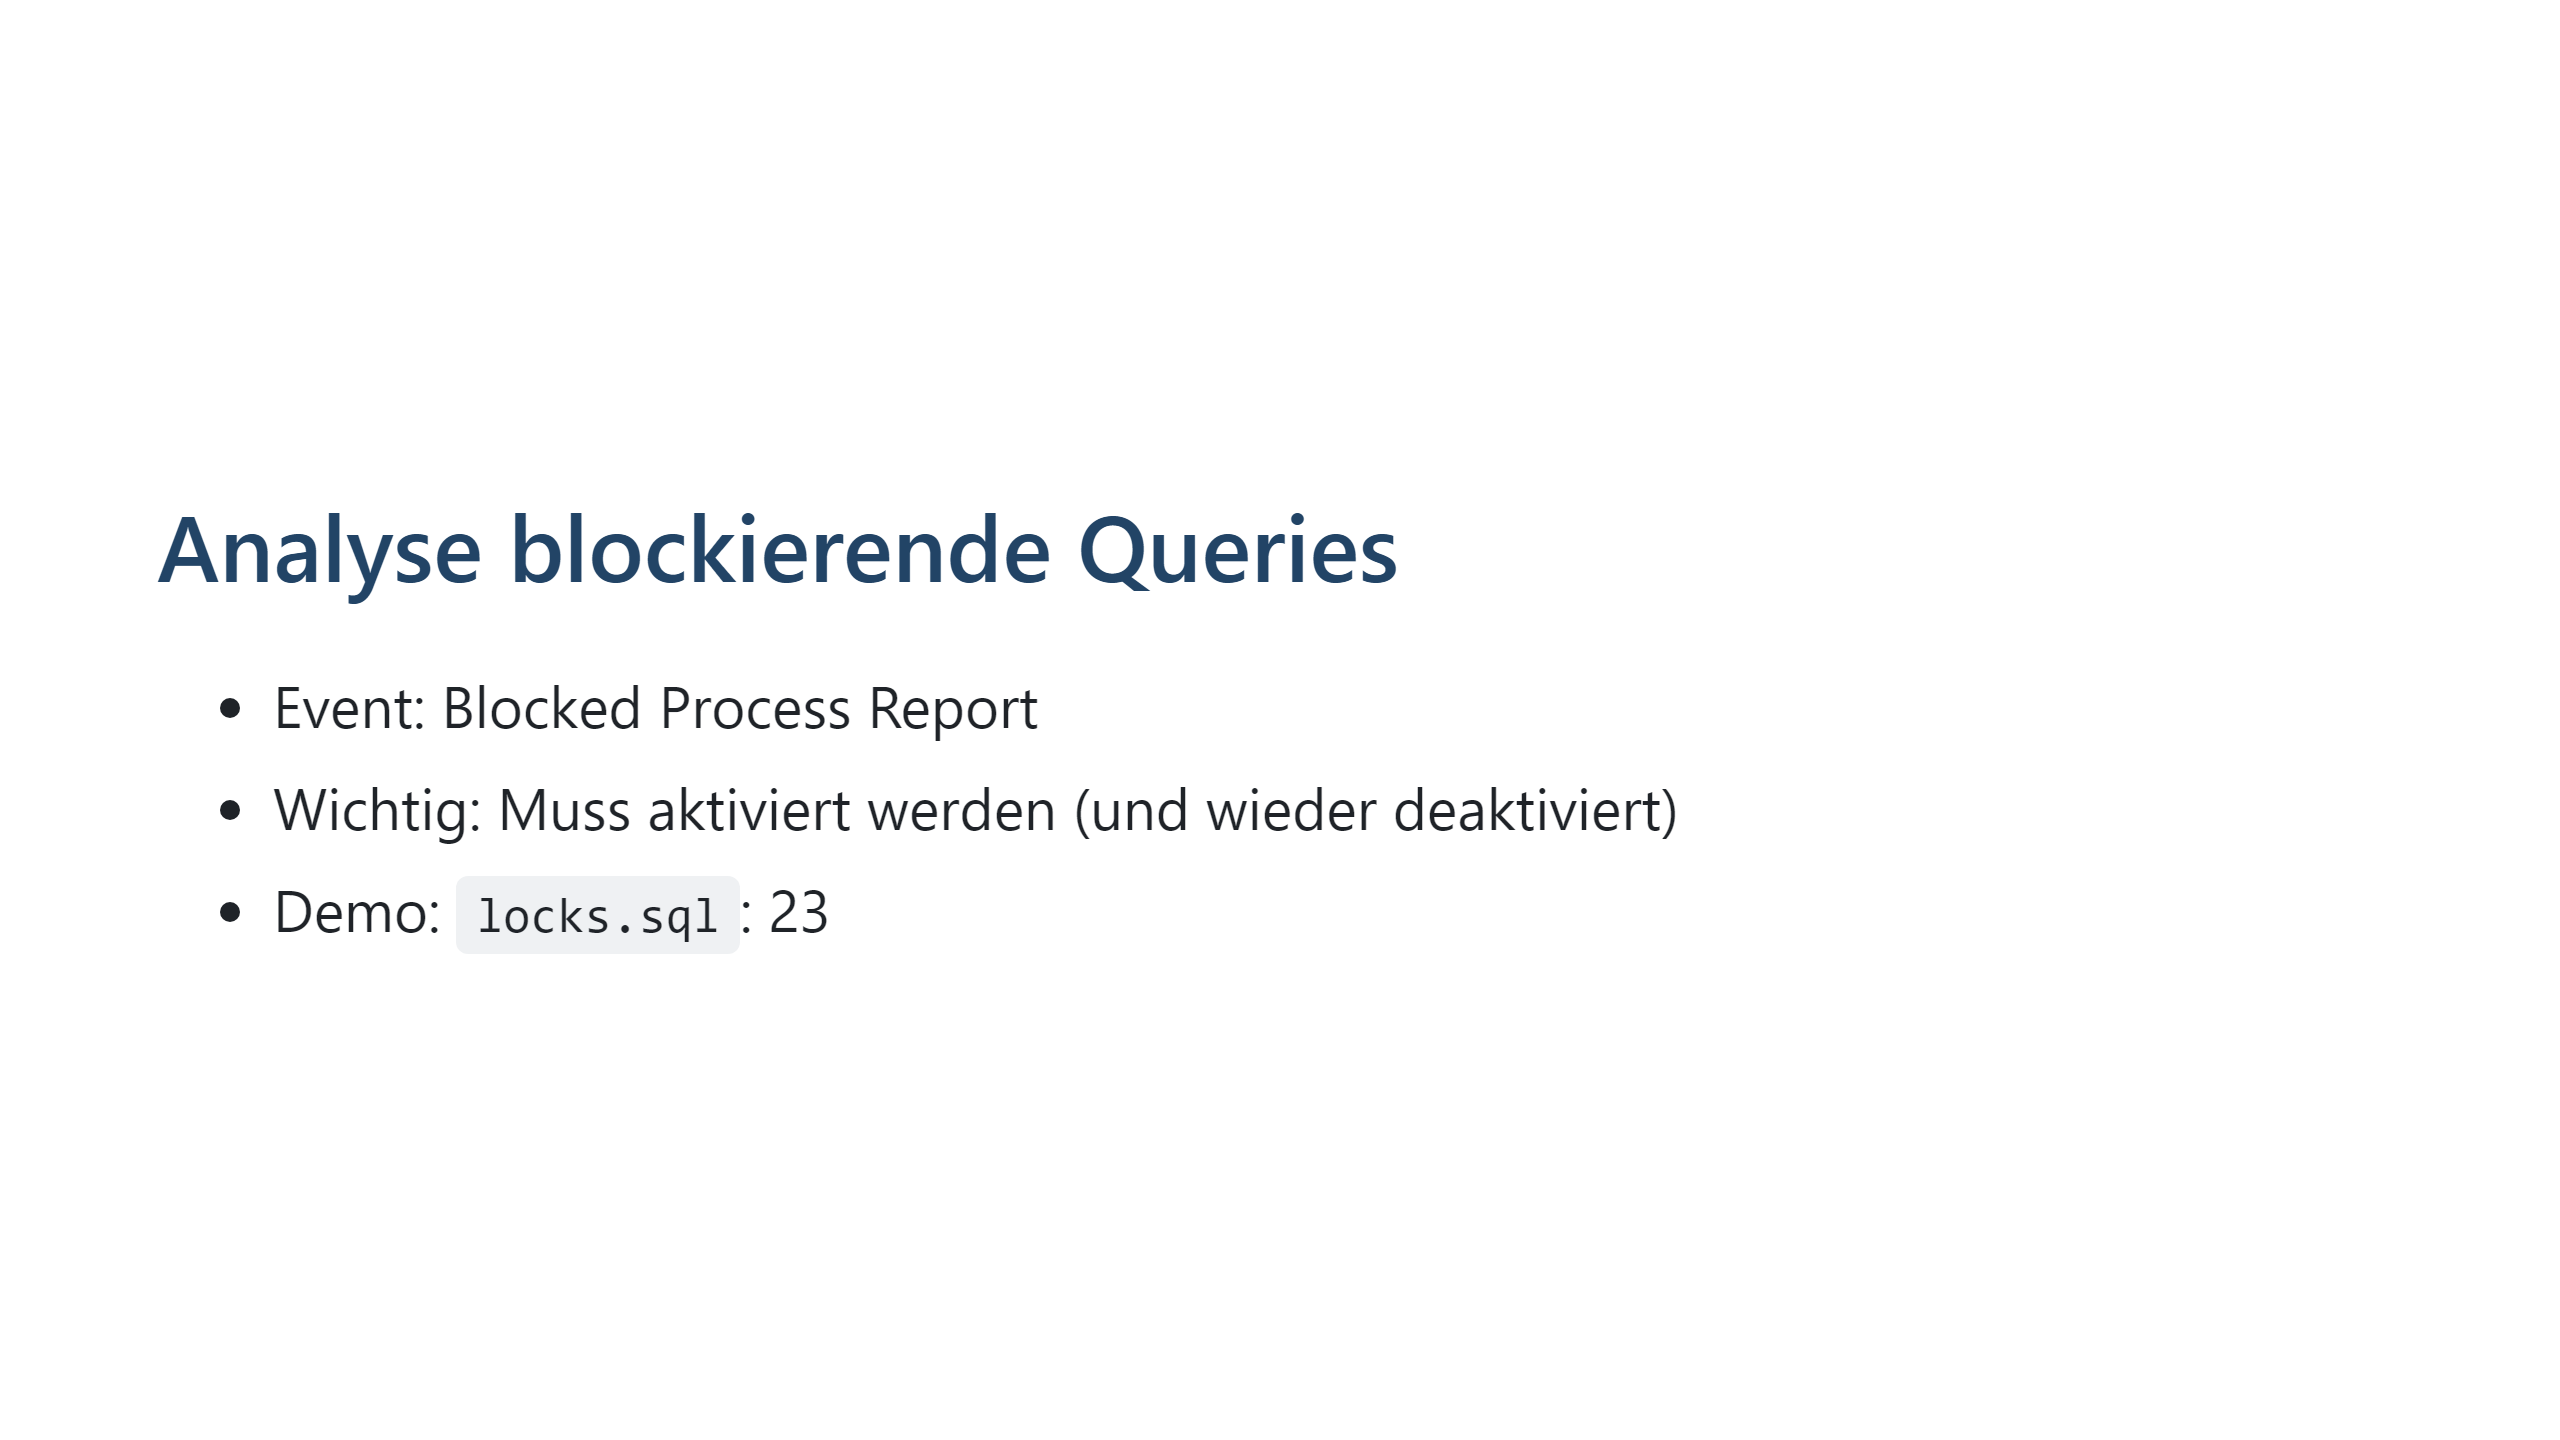 Analyse blockierende Queries
Event: Blocked Process Report
Wichtig: Muss aktiviert werden (und wieder deaktiviert)
Demo: locks.sql: 23